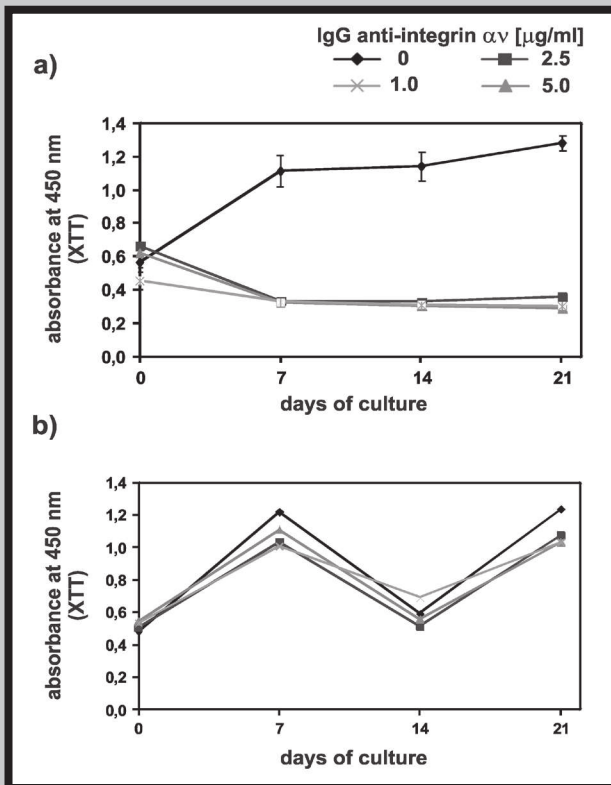 IgG anti-integrin αν [µg/ml]
0 2.5
1.0 5.0
a)
absorbance at 450 nm
(XTT)
1,4
1,2
1,0
0,8
0,6
0,4
0,2
0,0
0 7 14 21
days of culture
b)
absorbance at 450 nm
(XTT)
1,4
1,2
1,0
0,8
0,6
0,4
0,2
0,0
0 7 14 21
days of culture